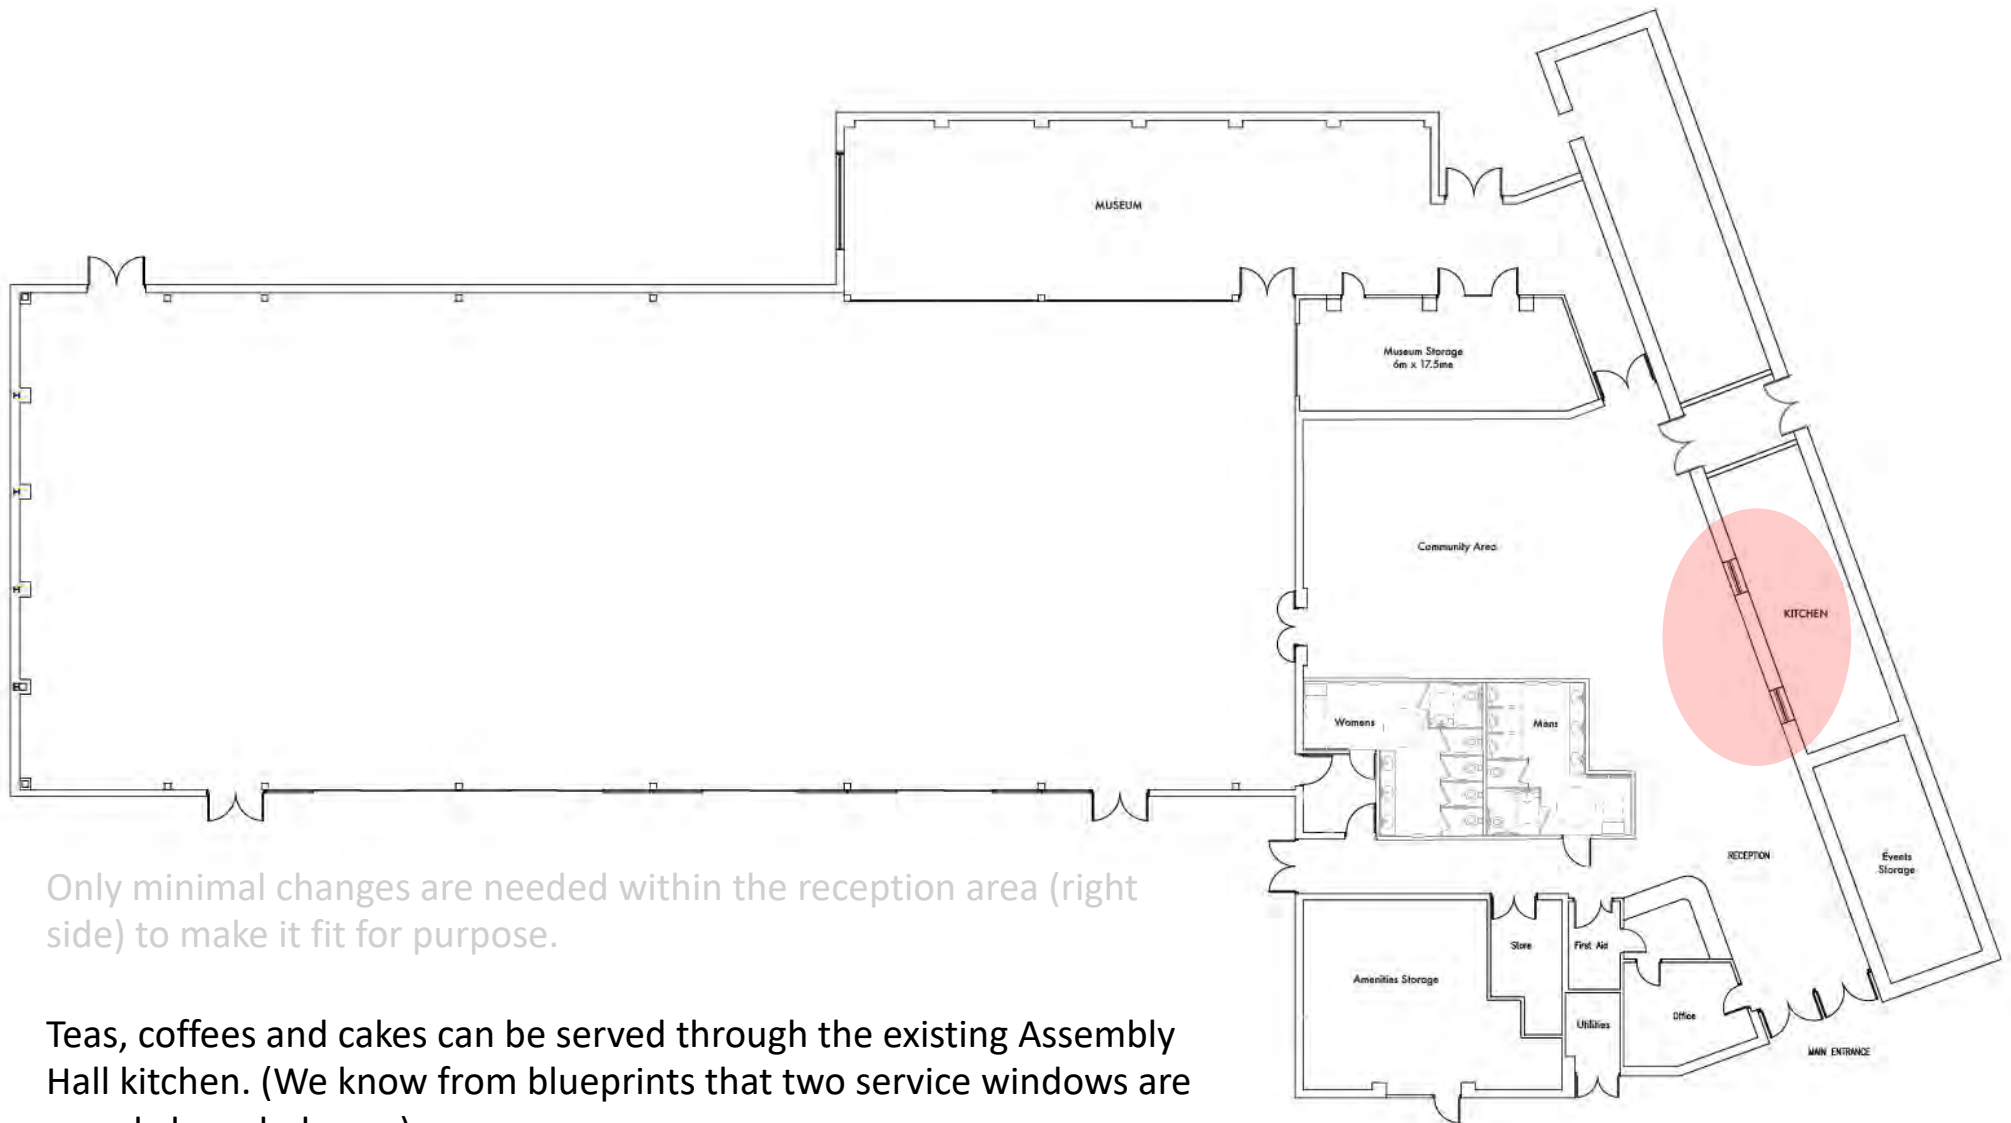 MUSEUM
Museum Storage
6m x 17.5me
Community Area
KITCHEN
Womens
Mens
RECEPTION
Events
Storage
Store
First Aid
Amenities Storage
Utilities
Office
MAIN ENTRANCE
Only minimal changes are needed within the reception area (right
side) to make it fit for purpose.
Teas, coffees and cakes can be served through the existing Assembly
Hall kitchen. (We know from blueprints that two service windows are